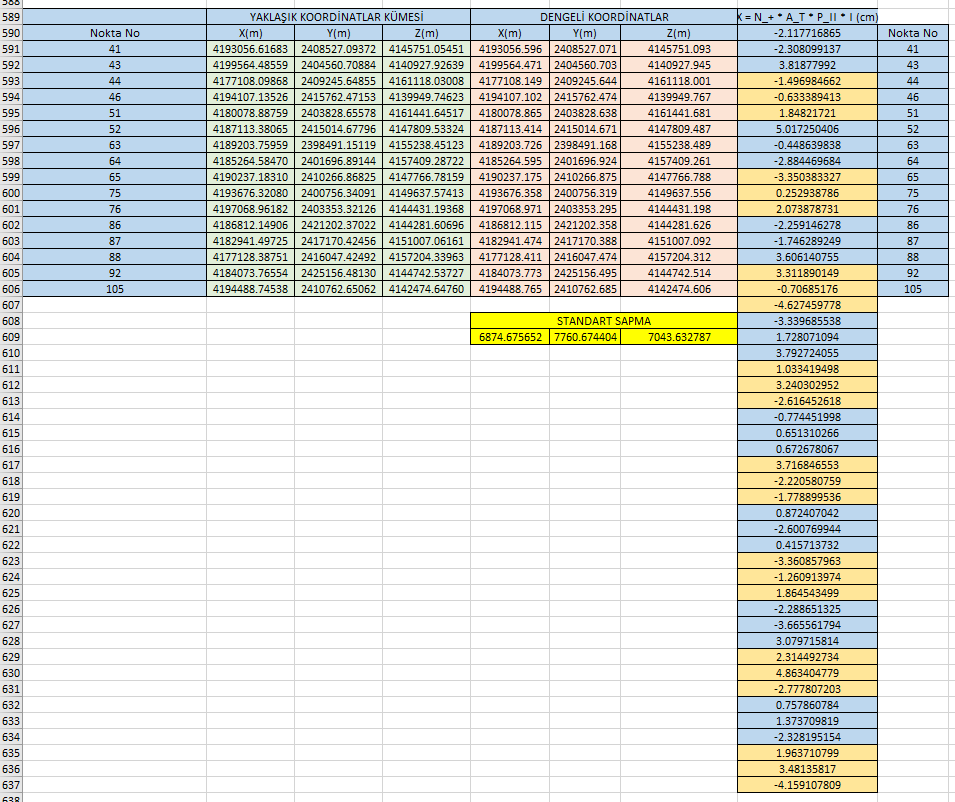 588
589 YAKLAŞIK KOORDİNATLAR KÜMESİ DENGELİ KOORDİNATLAR X = N_+ * A_T * P_II * I (cm)
590 Nokta No X(m) Y(m) Z(m) X(m) Y(m) Z(m) -2.117716865 Nokta No
591 41 4193056.61683 2408527.09372 4145751.05451 4193056.596 2408527.071 4145751.093 -2.308099137 41
592 43 4199564.48559 2404560.70884 4140927.92639 4199564.471 2404560.703 4140927.945 3.81877992 43
593 44 4177108.09868 2409245.64855 4161118.03008 4177108.149 2409245.644 4161118.001 -1.496984662 44
594 46 4194107.13526 2415762.47153 4139949.74623 4194107.102 2415762.474 4139949.767 -0.633389413 46
595 51 4180078.88759 2403828.65578 4161441.64517 4180078.865 2403828.638 4161441.681 1.84821721 51
596 52 4187113.38065 2415014.67796 4147809.53324 4187113.414 2415014.671 4147809.487 5.017250406 52
597 63 4189203.75959 2398491.15119 4155238.45123 4189203.726 2398491.168 4155238.489 -0.448639838 63
598 64 4185264.58470 2401696.89144 4157409.28722 4185264.595 2401696.924 4157409.261 -2.884469684 64
599 65 4190237.18310 2410266.86825 4147766.78159 4190237.175 2410266.875 4147766.788 -3.350383327 65
600 75 4193676.32080 2400756.34091 4149637.57413 4193676.358 2400756.319 4149637.556 0.252938786 75
601 76 4197068.96182 2403353.32126 4144431.19368 4197068.971 2403353.295 4144431.198 2.073878731 76
602 86 4186812.14906 2421202.37022 4144281.60696 4186812.115 2421202.358 4144281.626 -2.259146278 86
603 87 4182941.49725 2417170.42456 4151007.06161 4182941.474 2417170.388 4151007.092 -1.746289249 87
604 88 4177128.38751 2416047.42492 4157204.33963 4177128.411 2416047.474 4157204.312 3.606140755 88
605 92 4184073.76554 2425156.48130 4144742.53727 4184073.773 2425156.495 4144742.514 3.311890149 92
606 105 4194488.74538 2410762.65062 4142474.64760 4194488.765 2410762.685 4142474.606 -0.70685176 105
607 -4.627459778
608 STANDART SAPMA -3.339685538
609 6874.675652 7760.674404 7043.632787 1.728071094
610 3.792724055
611 1.033419498
612 3.240302952
613 -2.616452618
614 -0.774451998
615 0.651310266
616 0.672678067
617 3.716846553
618 -2.220580759
619 -1.778899536
620 0.872407042
621 -2.600769944
622 0.415713732
623 -3.360857963
624 -1.260913974
625 1.864543499
626 -2.288651325
627 -3.665561794
628 3.079715814
629 2.314492734
630 4.863404779
631 -2.777807203
632 0.757860784
633 1.373709819
634 -2.328195154
635 1.963710799
636 3.48135817
637 -4.159107809
638